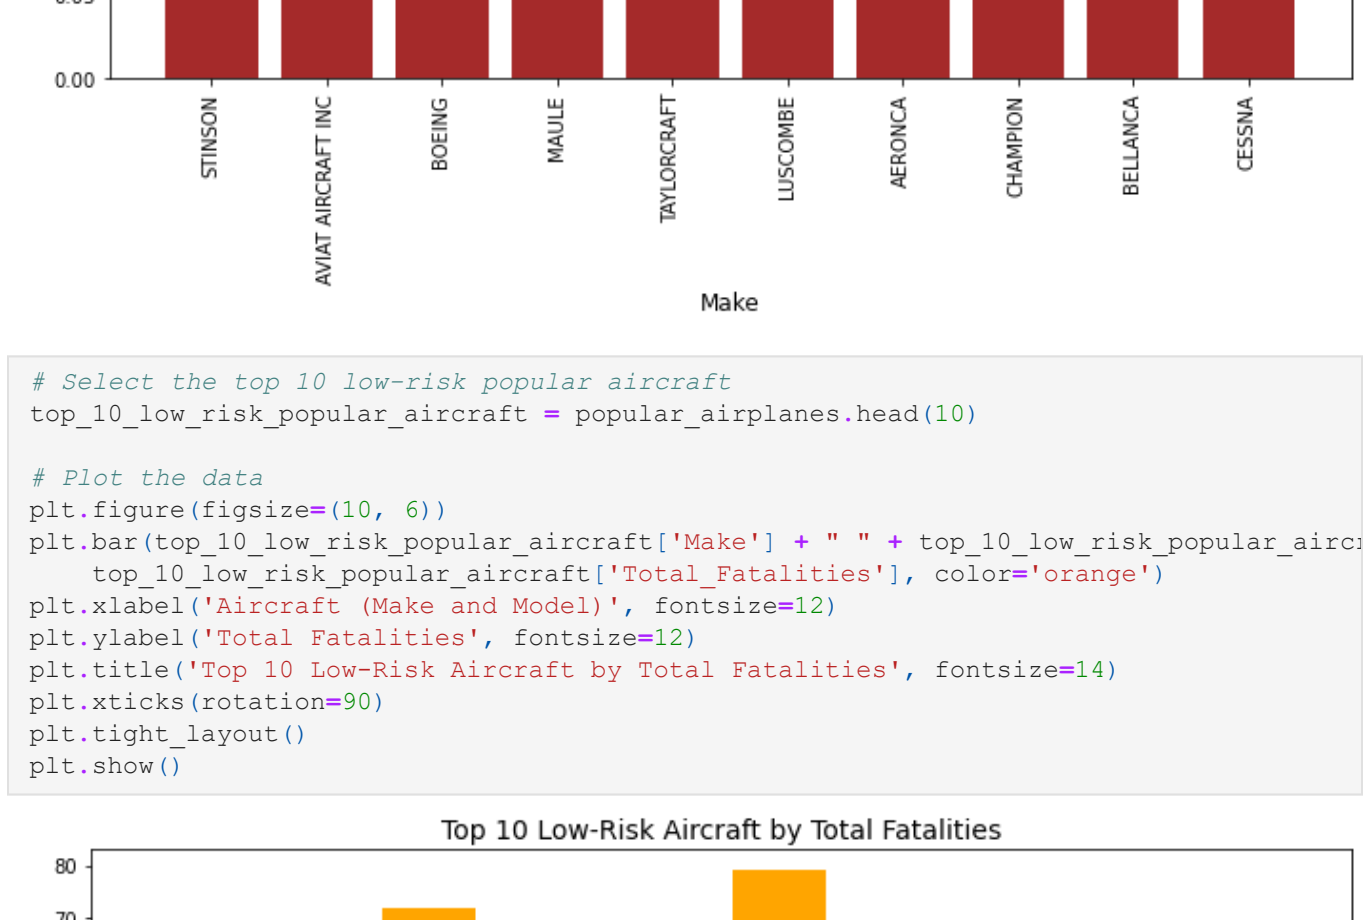 0.00
STINSON
AVIAT AIRCRAFT INC
BOEING
MAULE
TAYLORCRAFT
LUSCOMBE
AERONCA
CHAMPION
BELLANCA
CESSNA
Make
# Select the top 10 low-risk popular aircraft
top_10_low_risk_popular_aircraft = popular_airplanes.head(10)
# Plot the data
plt.figure(figsize=(10, 6))
plt.bar(top_10_low_risk_popular_aircraft['Make'] + " " + top_10_low_risk_popular_airc
    top_10_low_risk_popular_aircraft['Total_Fatalities'], color='orange')
plt.xlabel('Aircraft (Make and Model)', fontsize=12)
plt.ylabel('Total Fatalities', fontsize=12)
plt.title('Top 10 Low-Risk Aircraft by Total Fatalities', fontsize=14)
plt.xticks(rotation=90)
plt.tight_layout()
plt.show()
Top 10 Low-Risk Aircraft by Total Fatalities
80
70